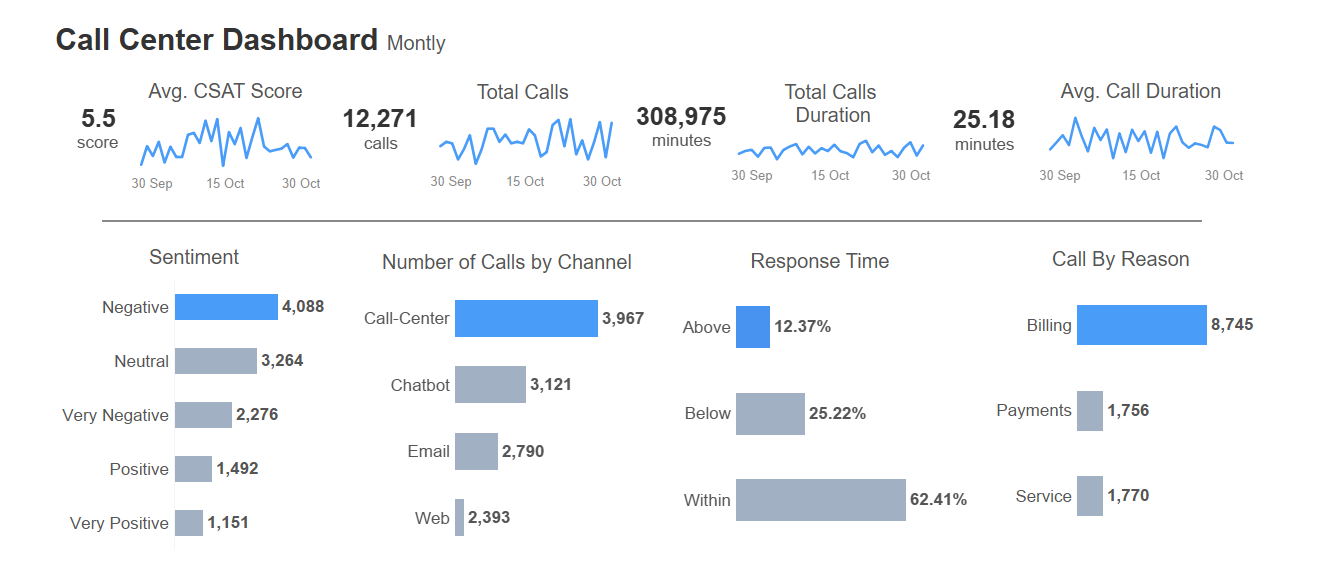 Call Center Dashboard Montly
Avg. CSAT Score
5.5
score
30 Sep 15 Oct 30 Oct
Total Calls
12,271
calls
30 Sep 15 Oct 30 Oct
Total Calls
Duration
308,975
minutes
30 Sep 15 Oct 30 Oct
Avg. Call Duration
25.18
minutes
30 Sep 15 Oct 30 Oct
Sentiment
Negative 4,088
Neutral 3,264
Very Negative 2,276
Positive 1,492
Very Positive 1,151
Number of Calls by Channel
Call-Center 3,967
Chatbot 3,121
Email 2,790
Web 2,393
Response Time
Above 12.37%
Below 25.22%
Within 62.41%
Call By Reason
Billing 8,745
Payments 1,756
Service 1,770